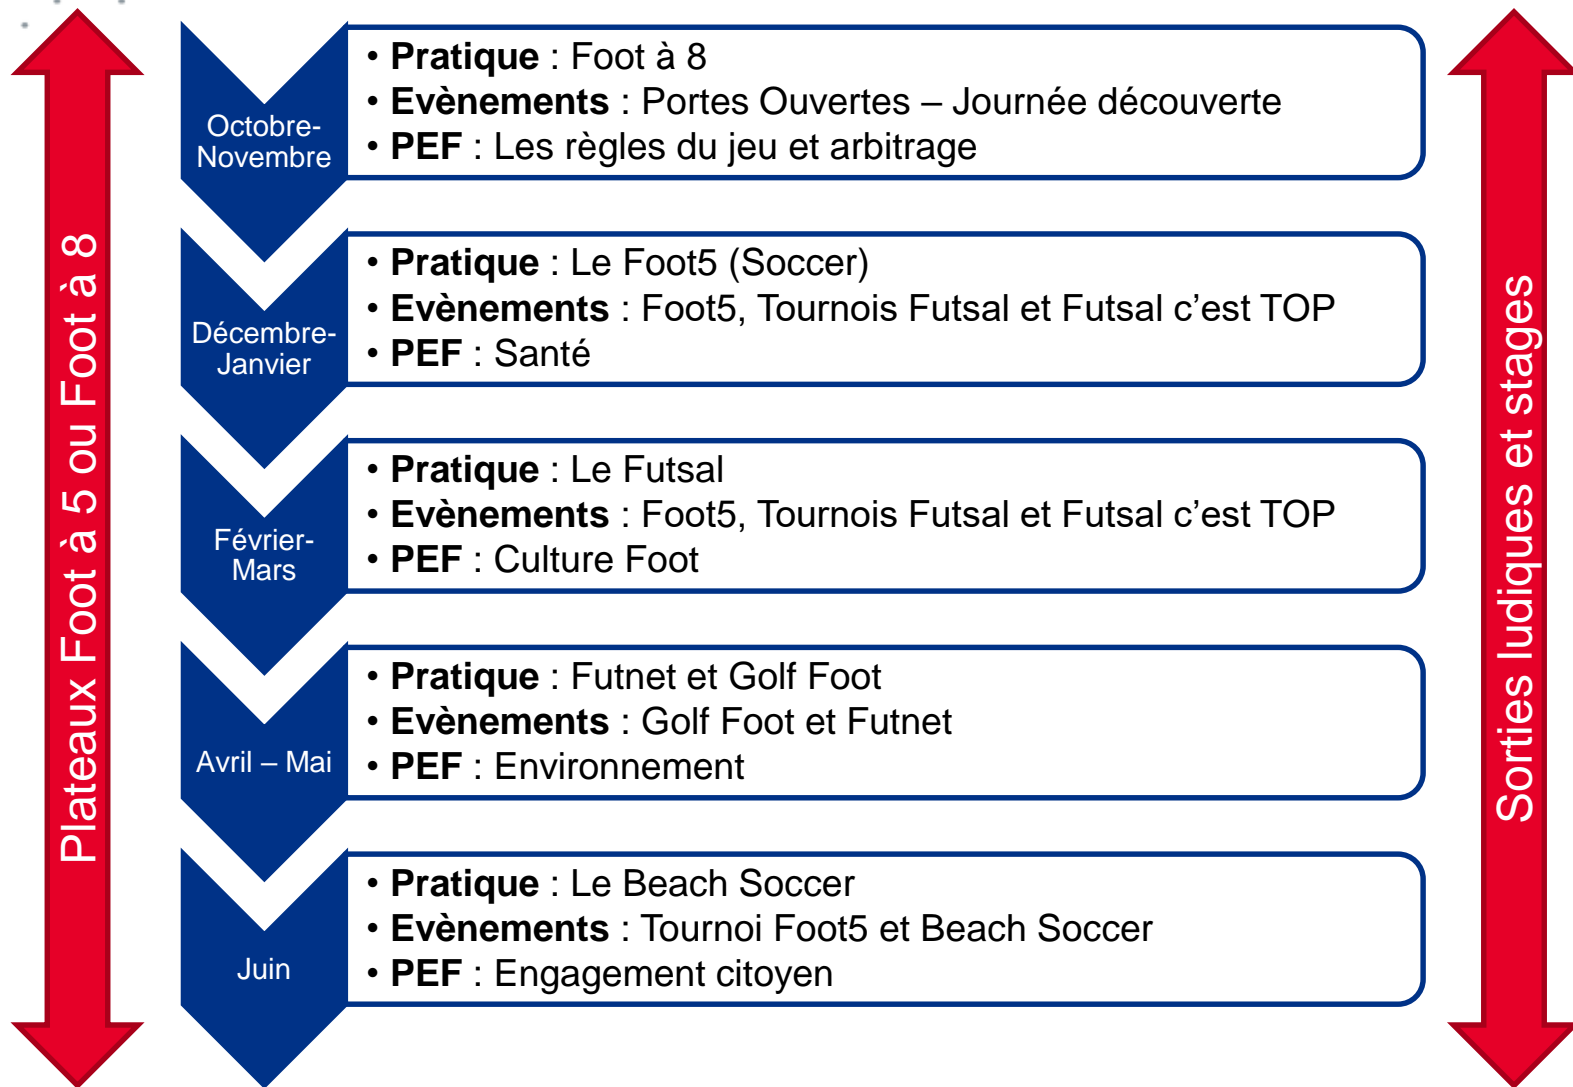 Plateaux Foot à 5 ou Foot à 8
Octobre-
Novembre
• Pratique : Foot à 8
• Evènements : Portes Ouvertes – Journée découverte
• PEF : Les règles du jeu et arbitrage
Décembre-
Janvier
• Pratique : Le Foot5 (Soccer)
• Evènements : Foot5, Tournois Futsal et Futsal c’est TOP
• PEF : Santé
Février-
Mars
• Pratique : Le Futsal
• Evènements : Foot5, Tournois Futsal et Futsal c’est TOP
• PEF : Culture Foot
Avril – Mai
• Pratique : Futnet et Golf Foot
• Evènements : Golf Foot et Futnet
• PEF : Environnement
Juin
• Pratique : Le Beach Soccer
• Evènements : Tournoi Foot5 et Beach Soccer
• PEF : Engagement citoyen
Sorties ludiques et stages